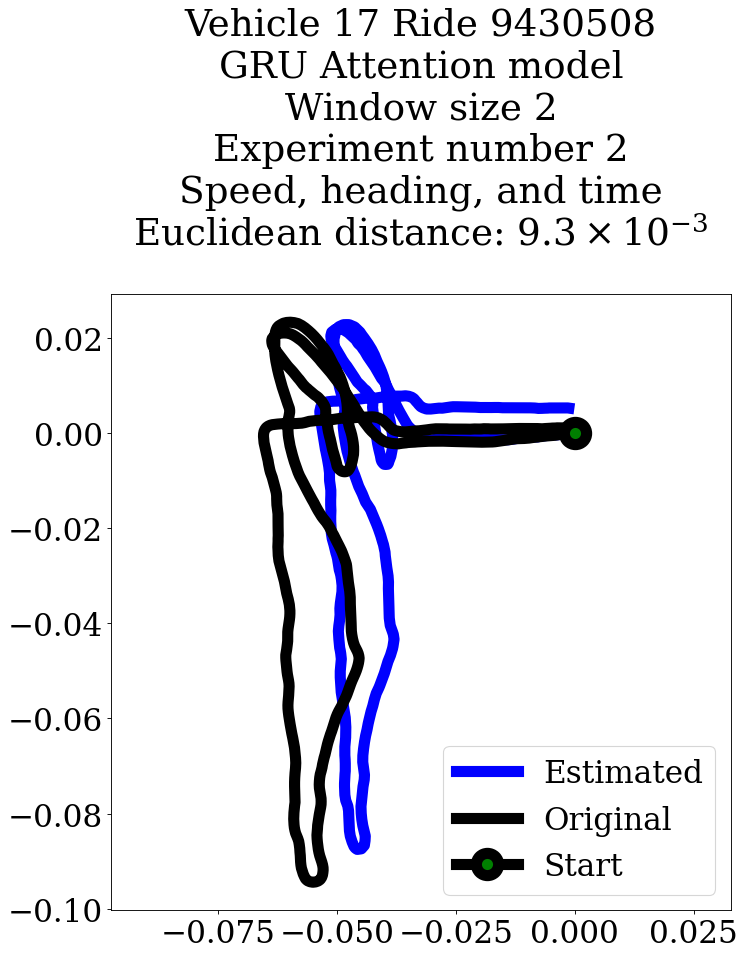 Vehicle 17 Ride 9430508
GRU Attention model
Window size 2
Experiment number 2
Speed, heading, and time
Euclidean distance: 9.3 × 10⁻³
0.02
0.00
−0.02
−0.04
−0.06
−0.08
−0.10
Estimated
Original
Start
−0.075 −0.050 −0.025 0.000 0.025